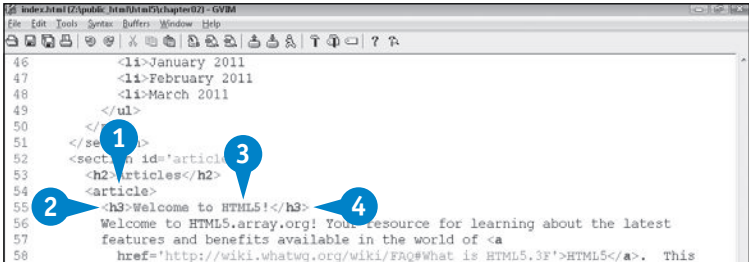 index.html (Z:\public_html\html5\chapter02) - GVIM
File Edit Tools Syntax Buffers Window Help
46 <li>January 2011
47 <li>February 2011
48 <li>March 2011
49 </ul>
50
51
52 <section id='article
53 <h2>Articles</h2>
54 <article>
55 <h3>Welcome to HTML5!</h3>
56 Welcome to HTML5.array.org! Your resource for learning about the latest
57 features and benefits available in the world of <a
58 href='http://wiki.whatwg.org/wiki/FAQ#What_is_HTML5.3F'>HTML5</a>. This
1
2
3
4